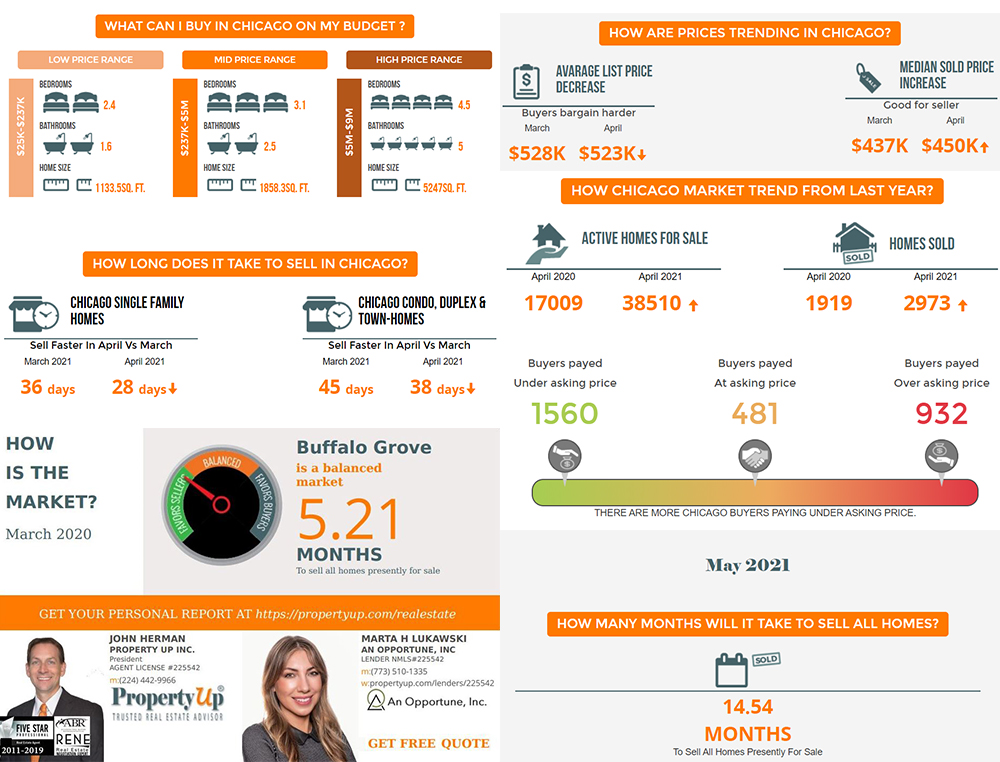 WHAT CAN I BUY IN CHICAGO ON MY BUDGET ?
LOW PRICE RANGE
$25K-$237K
BEDROOMS
2.4
BATHROOMS
1.6
HOME SIZE
1133.5SQ. FT.
MID PRICE RANGE
$237K-$5M
BEDROOMS
3.1
BATHROOMS
2.5
HOME SIZE
1858.3SQ. FT.
HIGH PRICE RANGE
$5M-$9M
BEDROOMS
4.5
BATHROOMS
5
HOME SIZE
5247SQ. FT.
HOW LONG DOES IT TAKE TO SELL IN CHICAGO?
CHICAGO SINGLE FAMILY
HOMES
Sell Faster In April Vs March
March 2021 April 2021
36 days 28 days
CHICAGO CONDO, DUPLEX &
TOWN-HOMES
Sell Faster In April Vs March
March 2021 April 2021
45 days 38 days
HOW
IS THE
MARKET?
March 2020
FAVORS SELLERS
BALANCED
FAVORS BUYERS
Buffalo Grove
is a balanced
market
5.21
MONTHS
To sell all homes presently for sale
GET YOUR PERSONAL REPORT AT https://propertyup.com/realestate
JOHN HERMAN
PROPERTY UP INC.
President
AGENT LICENSE #225542
m:(224) 442-9966
PropertyUp®
TRUSTED REAL ESTATE ADVISOR
FIVE STAR
PROFESSIONAL
Real Estate Agent
2011-2019
ABR
RENE
Real Estate
MARTA H LUKAWSKI
AN OPPORTUNE, INC
LENDER NMLS#225542
m:(773) 510-1335
w:propertyup.com/lenders/225542
An Opportune, Inc.
GET FREE QUOTE
HOW ARE PRICES TRENDING IN CHICAGO?
AVARAGE LIST PRICE
DECREASE
Buyers bargain harder
March April
$528K $523K
MEDIAN SOLD PRICE
INCREASE
Good for seller
March April
$437K $450K
HOW CHICAGO MARKET TREND FROM LAST YEAR?
ACTIVE HOMES FOR SALE
April 2020 April 2021
17009 38510
SOLD
HOMES SOLD
April 2020 April 2021
1919 2973
Buyers payed
Under asking price
1560
Buyers payed
At asking price
481
Buyers payed
Over asking price
932
THERE ARE MORE CHICAGO BUYERS PAYING UNDER ASKING PRICE.
May 2021
HOW MANY MONTHS WILL IT TAKE TO SELL ALL HOMES?
SOLD
14.54
MONTHS
To Sell All Homes Presently For Sale